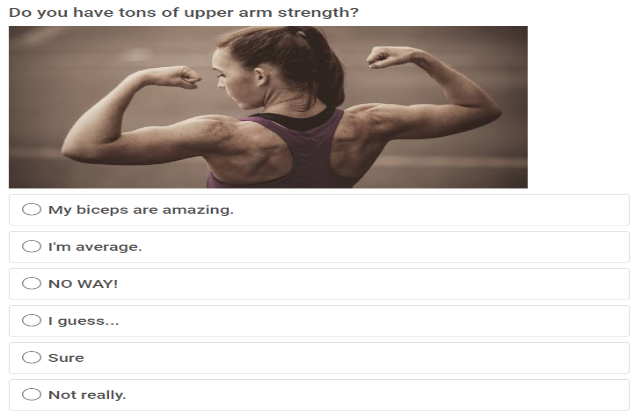 Do you have tons of upper arm strength?
My biceps are amazing.
I'm average.
NO WAY!
I guess...
Sure
Not really.